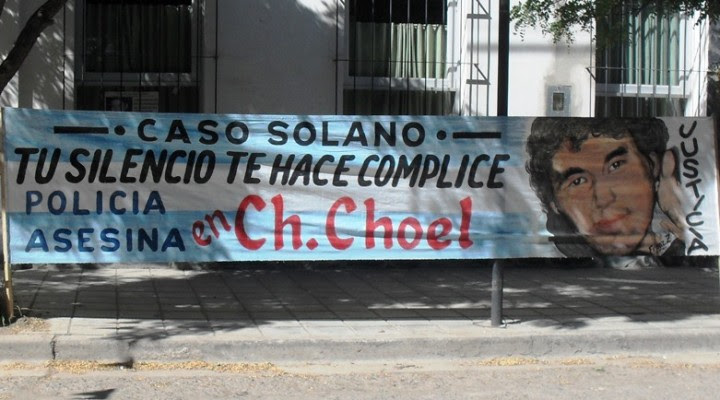 CASO SOLANO
TU SILENCIO TE HACE COMPLICE
POLICIA
ASESINA en Ch. Choel
JUSTICIA